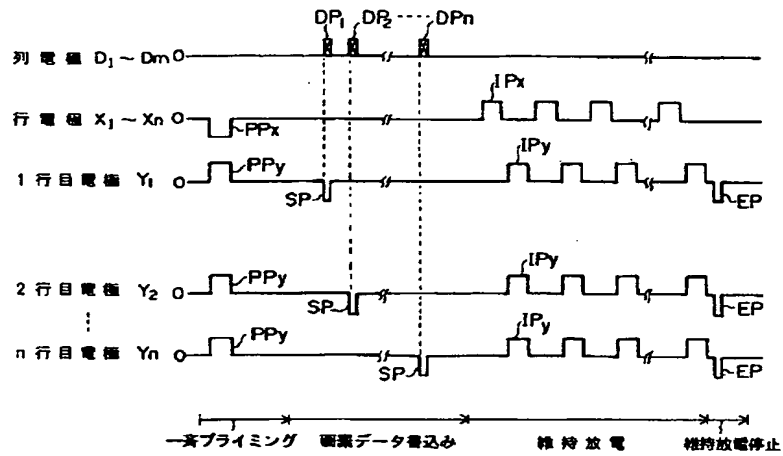 DP₁ DP₂ ---- DPn
列電極 D₁～Dm 0
IPx
行電極 X₁～Xn 0
PPx
PPy IPy
1行目電極 Y₁ 0
SP EP
PPy IPy
2行目電極 Y₂ 0
SP EP
PPy IPy
n行目電極 Yn 0
SP EP
一斉プライミング 画素データ書込み 維持放電 維持放電停止